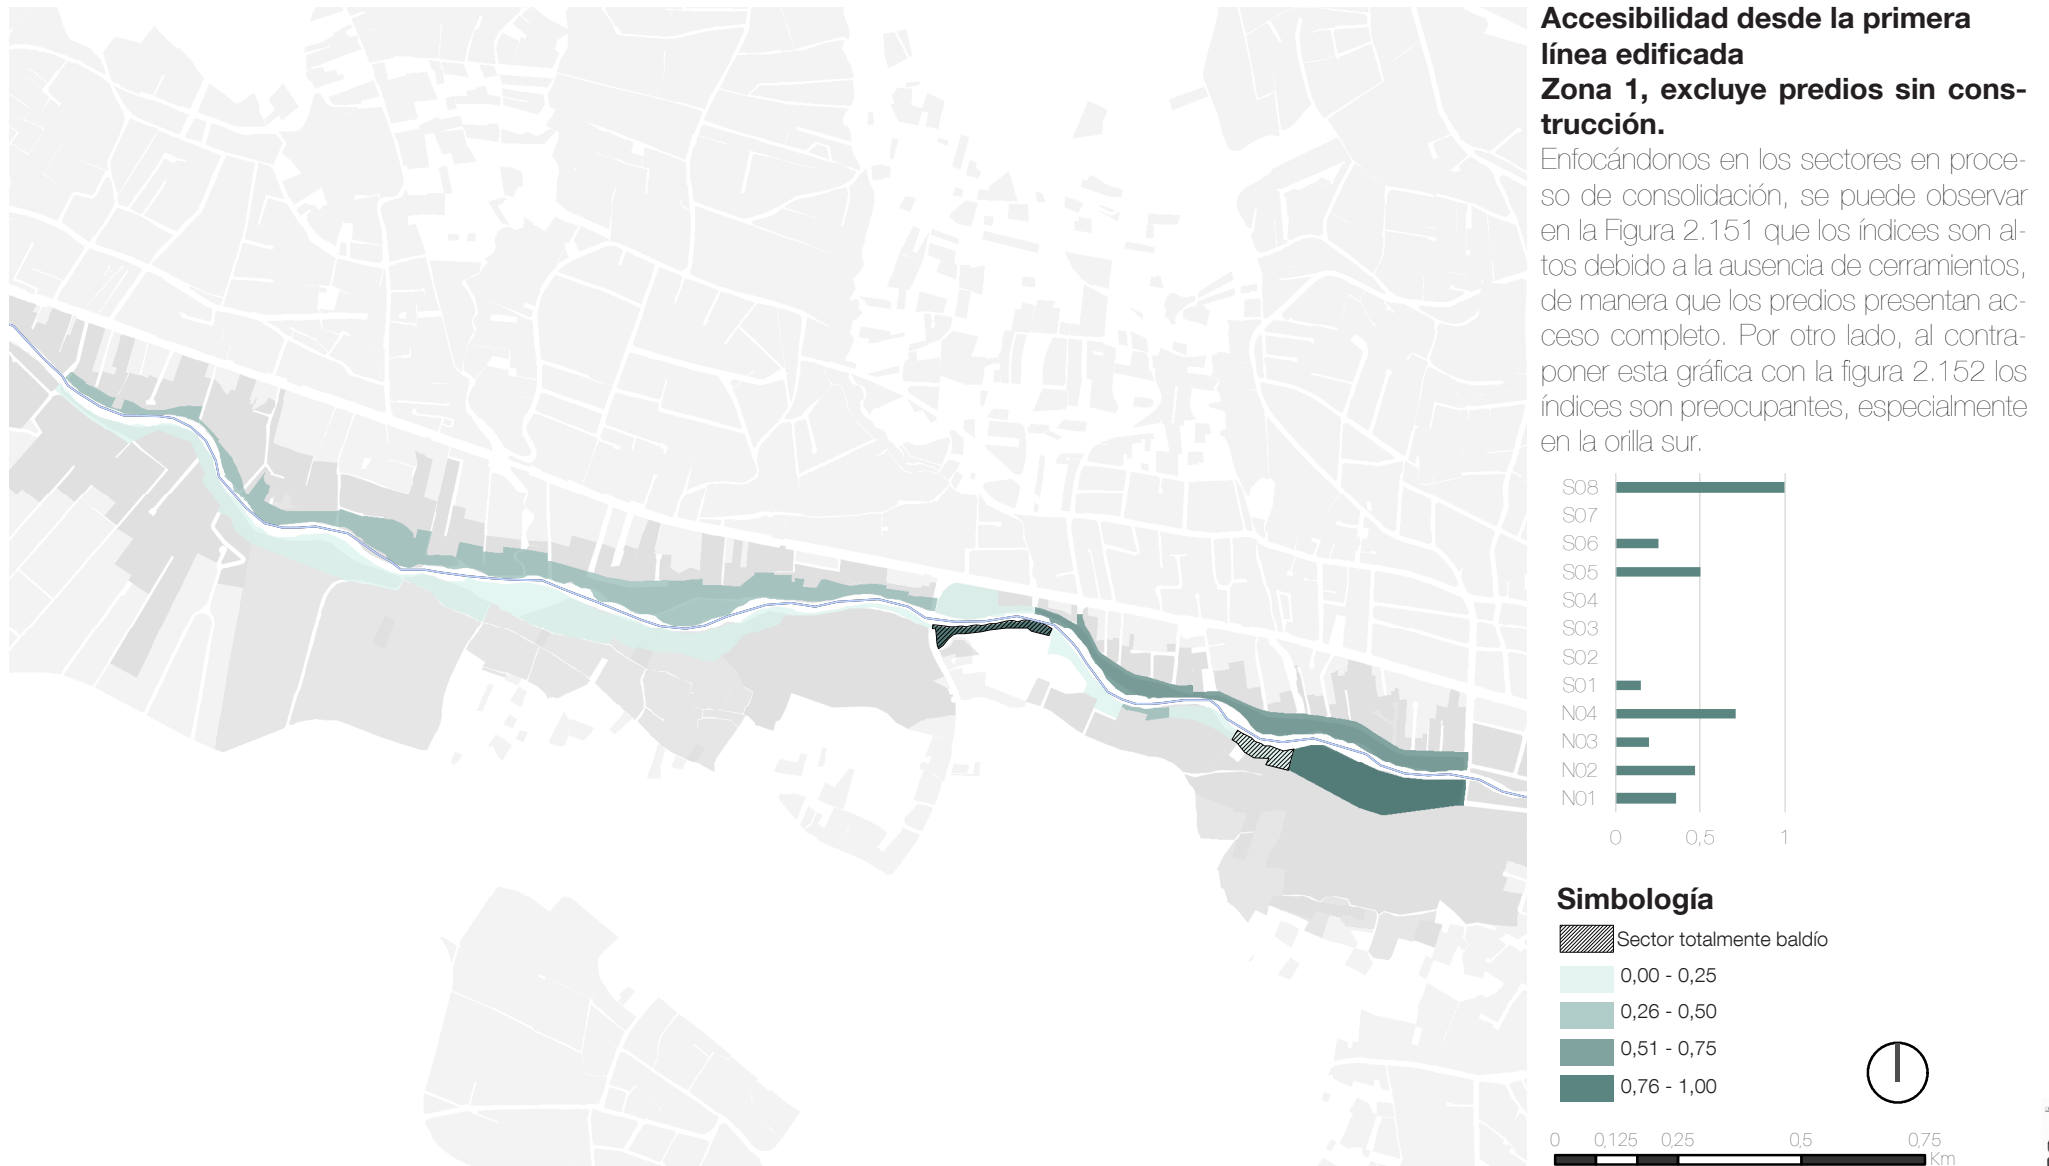 Accesibilidad desde la primera
línea edificada
Zona 1, excluye predios sin cons-
trucción.
Enfocándonos en los sectores en proce-
so de consolidación, se puede observar
en la Figura 2.151 que los índices son al-
tos debido a la ausencia de cerramientos,
de manera que los predios presentan ac-
ceso completo. Por otro lado, al contra-
poner esta gráfica con la figura 2.152 los
índices son preocupantes, especialmente
en la orilla sur.
S08
S07
S06
S05
S04
S03
S02
S01
N04
N03
N02
N01
0 0,5 1
Simbología
Sector totalmente baldío
0,00 - 0,25
0,26 - 0,50
0,51 - 0,75
0,76 - 1,00
0 0,125 0,25 0,5 0,75
Km